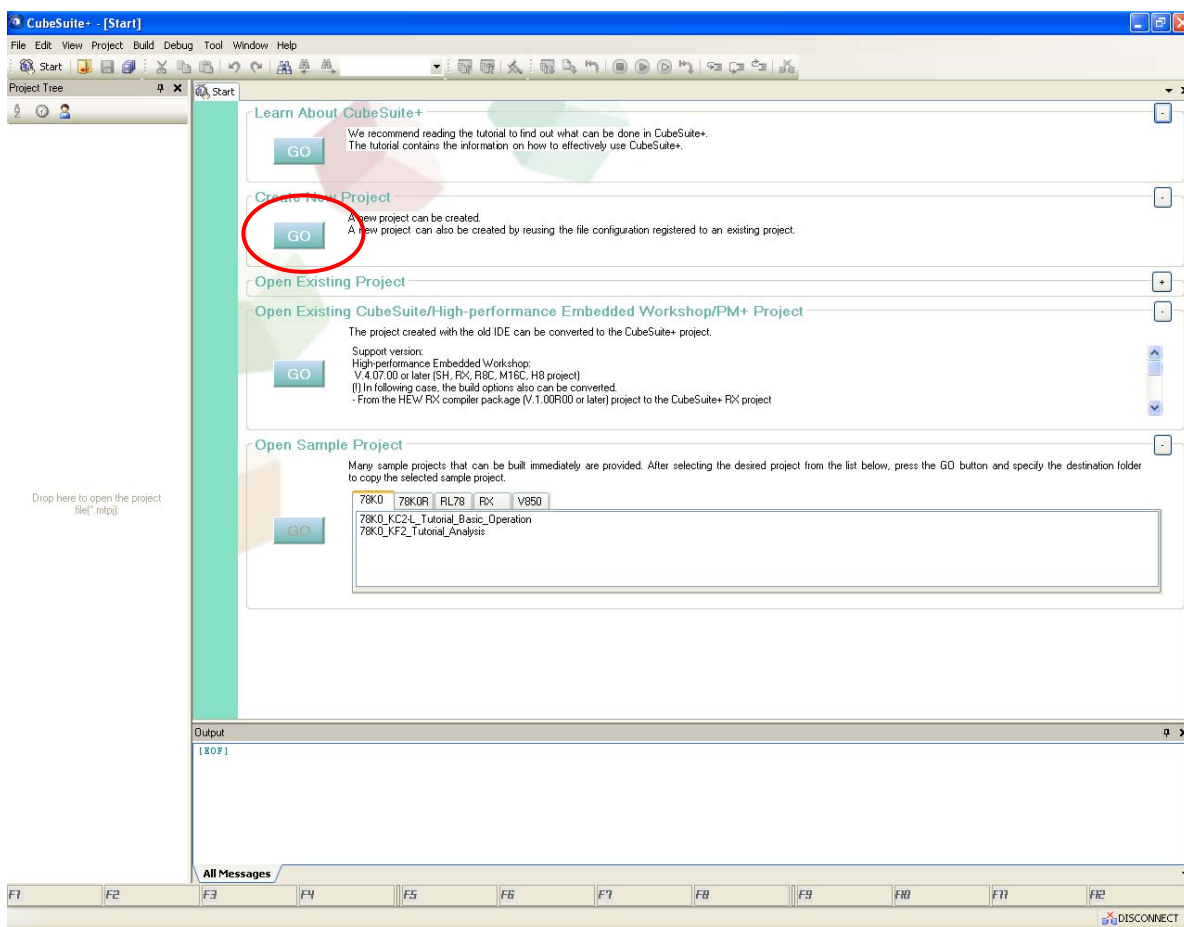 CubeSuite+ - [Start]
File Edit View Project Build Debug Tool Window Help
Start
Project Tree
Start
Learn About CubeSuite+
We recommend reading the tutorial to find out what can be done in CubeSuite+.
The tutorial contains the information on how to effectively use CubeSuite+.
GO
Create New Project
A new project can be created.
A new project can also be created by reusing the file configuration registered to an existing project.
GO
Open Existing Project
Open Existing CubeSuite/High-performance Embedded Workshop/PM+ Project
The project created with the old IDE can be converted to the CubeSuite+ project.
Support version:
High-performance Embedded Workshop:
V.4.07.00 or later (SH, RX, R8C, M16C, H8 project)
(!) In following case, the build options also can be converted.
- From the HEW RX compiler package (V.1.00R00 or later) project to the CubeSuite+ RX project
GO
Open Sample Project
Many sample projects that can be built immediately are provided. After selecting the desired project from the list below, press the GO button and specify the destination folder
to copy the selected sample project.
78K0 78K0R RL78 RX V850
78K0_KC2-L_Tutorial_Basic_Operation
78K0_KF2_Tutorial_Analysis
GO
Drop here to open the project
file(*.mtpj).
Output
[EOF]
All Messages
F1 F2 F3 F4 F5 F6 F7 F8 F9 F10 F11 F12
DISCONNECT